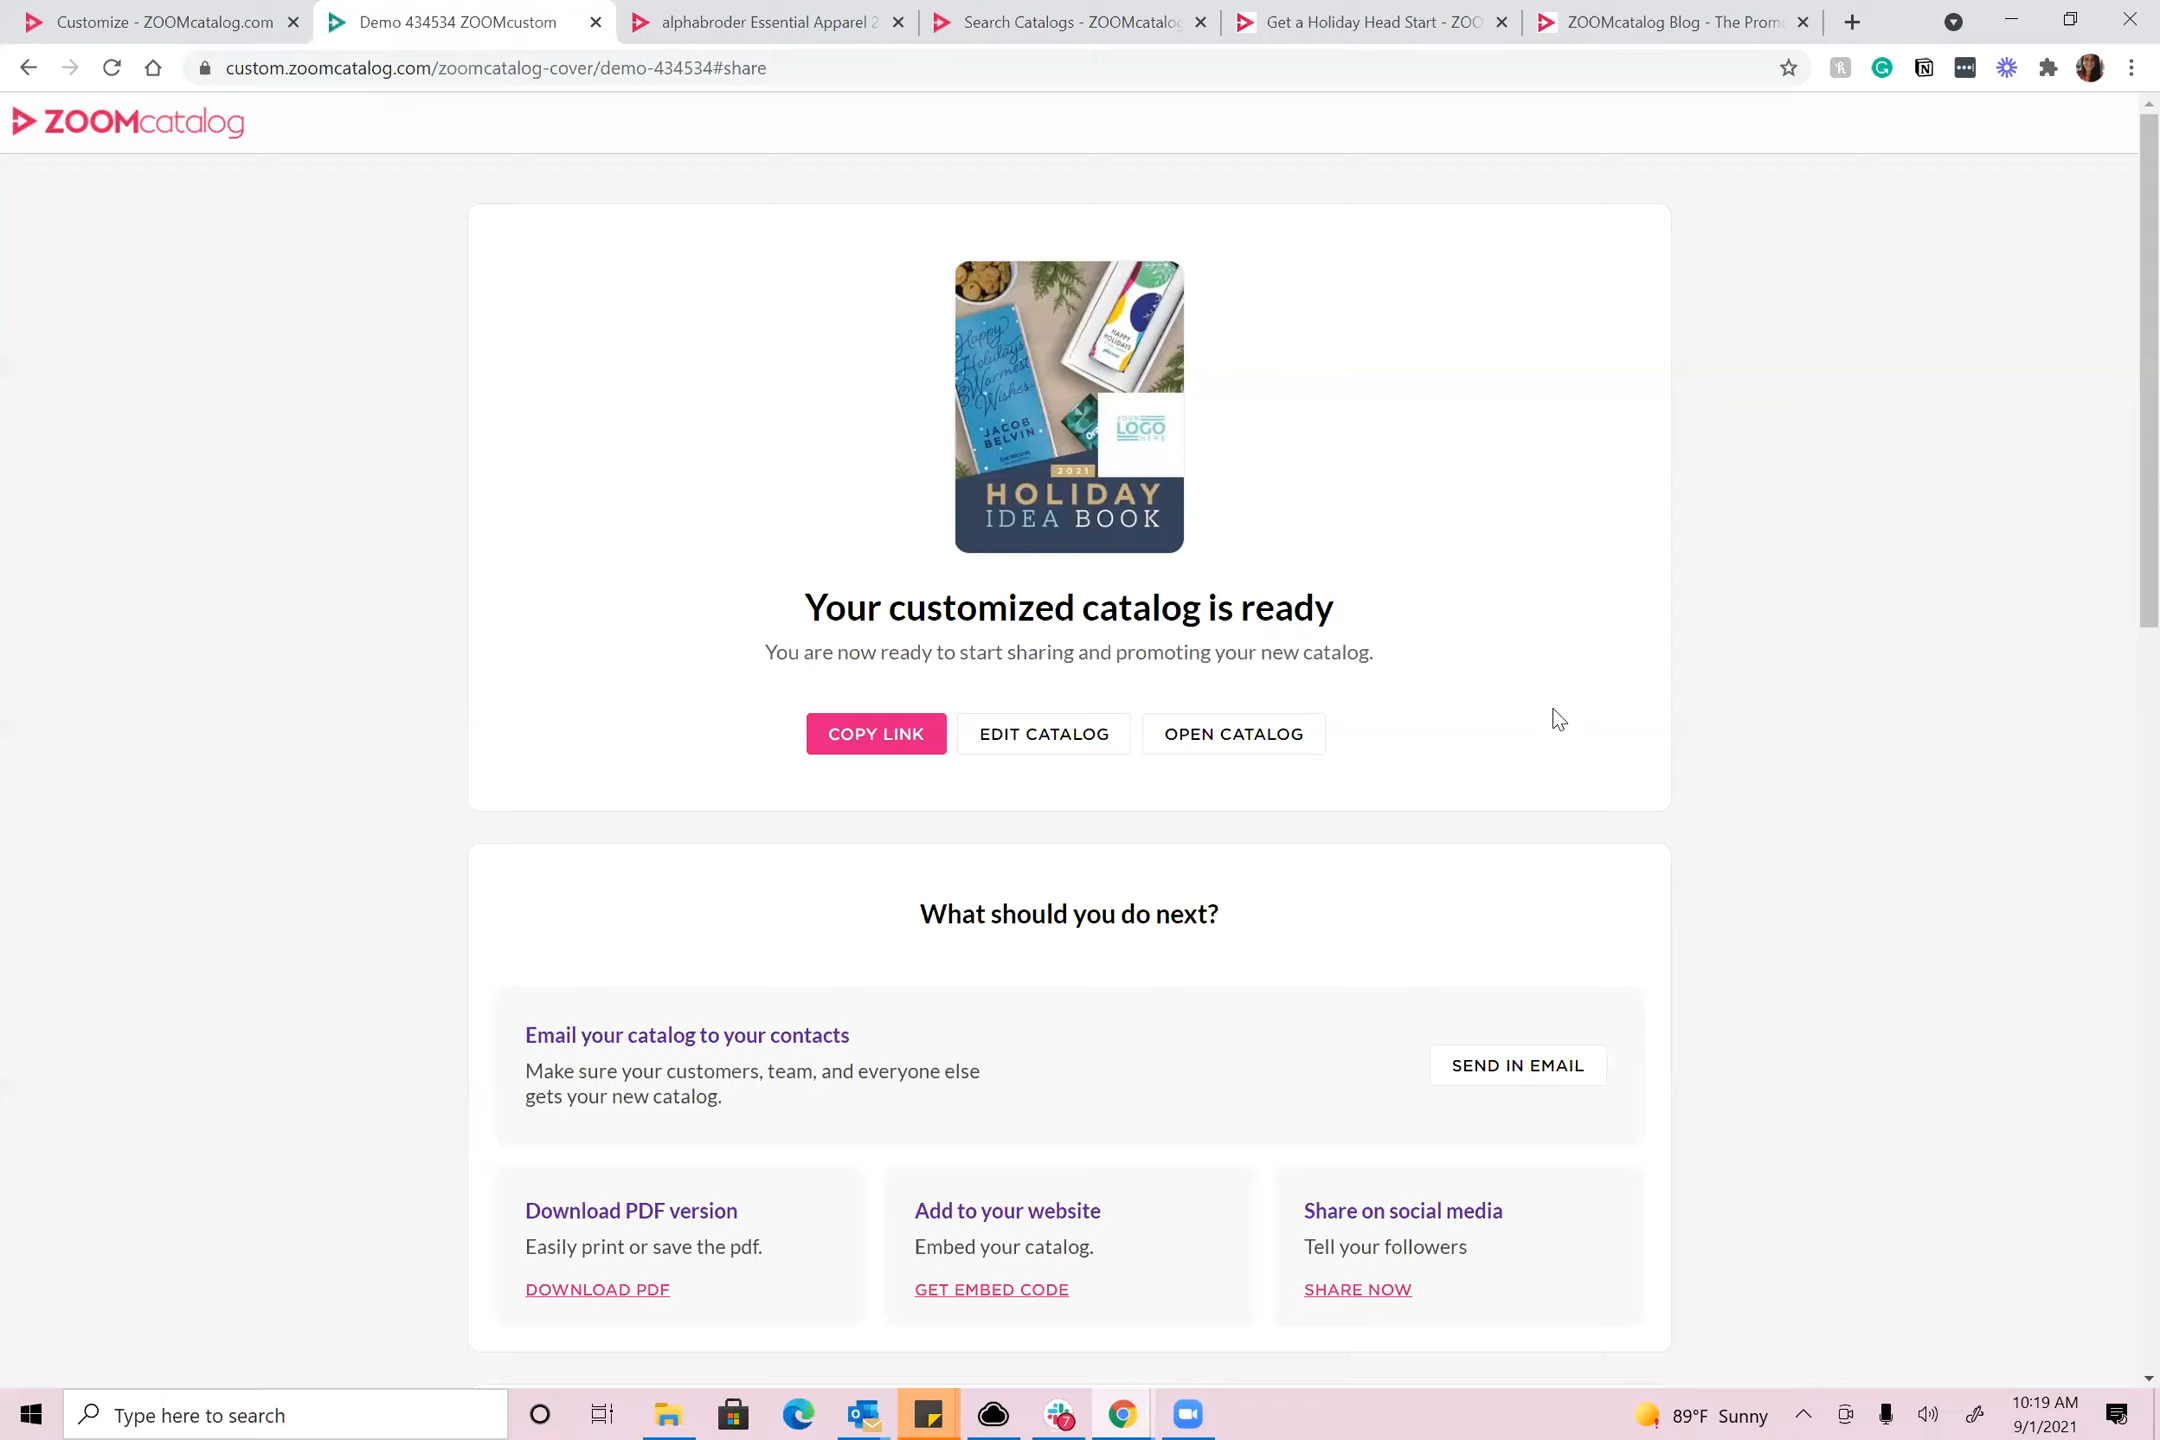 Customize - ZOOMcatalog.com
Demo 434534 ZOOMcustom
alphabroder Essential Apparel 2
Search Catalogs - ZOOMcatalog
Get a Holiday Head Start - ZOO
ZOOMcatalog Blog - The Prom
custom.zoomcatalog.com/zoomcatalog-cover/demo-434534#share
ZOOMcatalog
Happy
Holidays
& Warmest
Wishes
JACOB
BELVIN
HAPPY
HOLIDAYS
YOUR
LOGO
HERE
2021
HOLIDAY
IDEA BOOK
Your customized catalog is ready
You are now ready to start sharing and promoting your new catalog.
COPY LINK
EDIT CATALOG
OPEN CATALOG
What should you do next?
Email your catalog to your contacts
Make sure your customers, team, and everyone else
gets your new catalog.
SEND IN EMAIL
Download PDF version
Easily print or save the pdf.
DOWNLOAD PDF
Add to your website
Embed your catalog.
GET EMBED CODE
Share on social media
Tell your followers
SHARE NOW
Type here to search
7
89°F Sunny
10:19 AM
9/1/2021